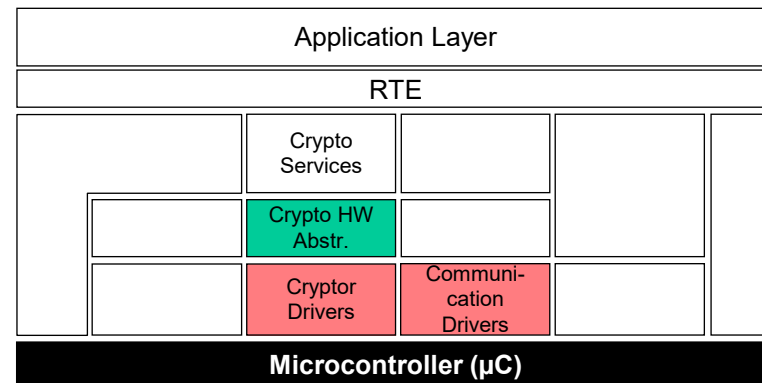 Application Layer
RTE
Crypto
Services
Crypto HW
Abstr.
Cryptor
Drivers
Communi-
cation
Drivers
Microcontroller (µC)